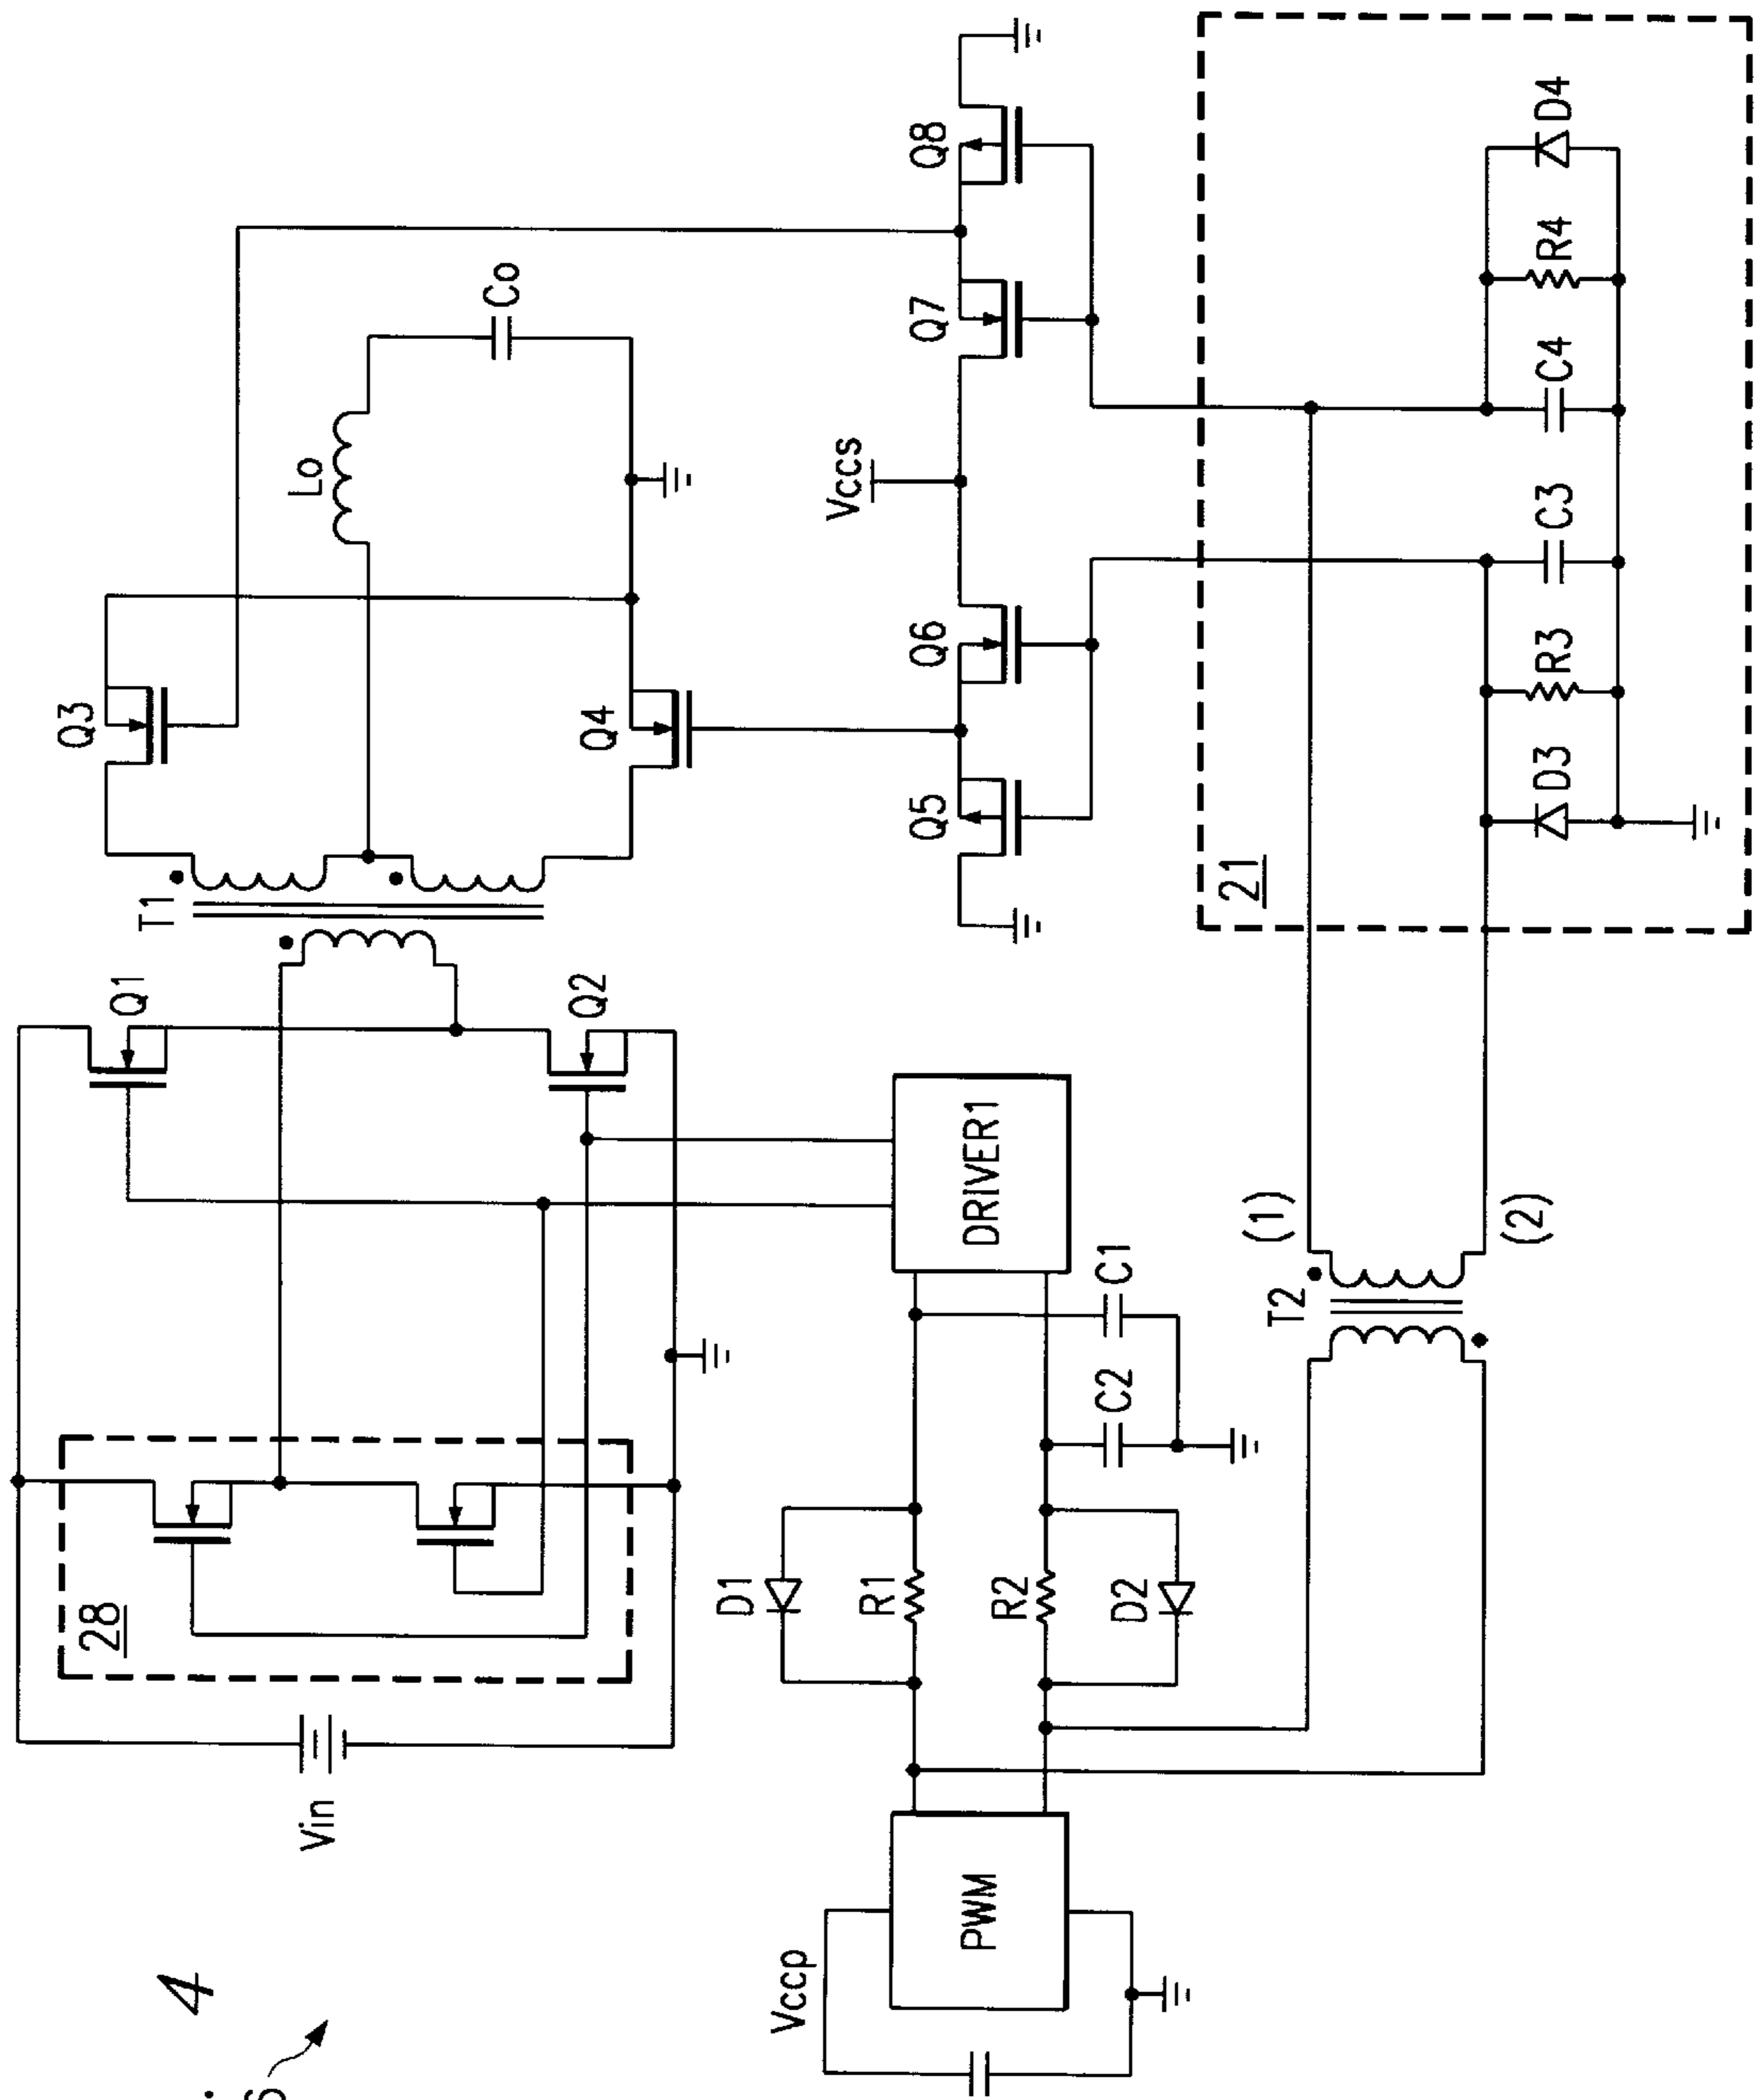 4
6
Vin
28
Q1
Q2
T1
Q3
Q4
Lo
Co
Vccs
Q5
Q6
Q7
Q8
Vccp
PWM
D1
R1
R2
D2
C2
C1
DRIVER1
T2
(1)
(2)
21
D3
R3
C3
C4
R4
D4